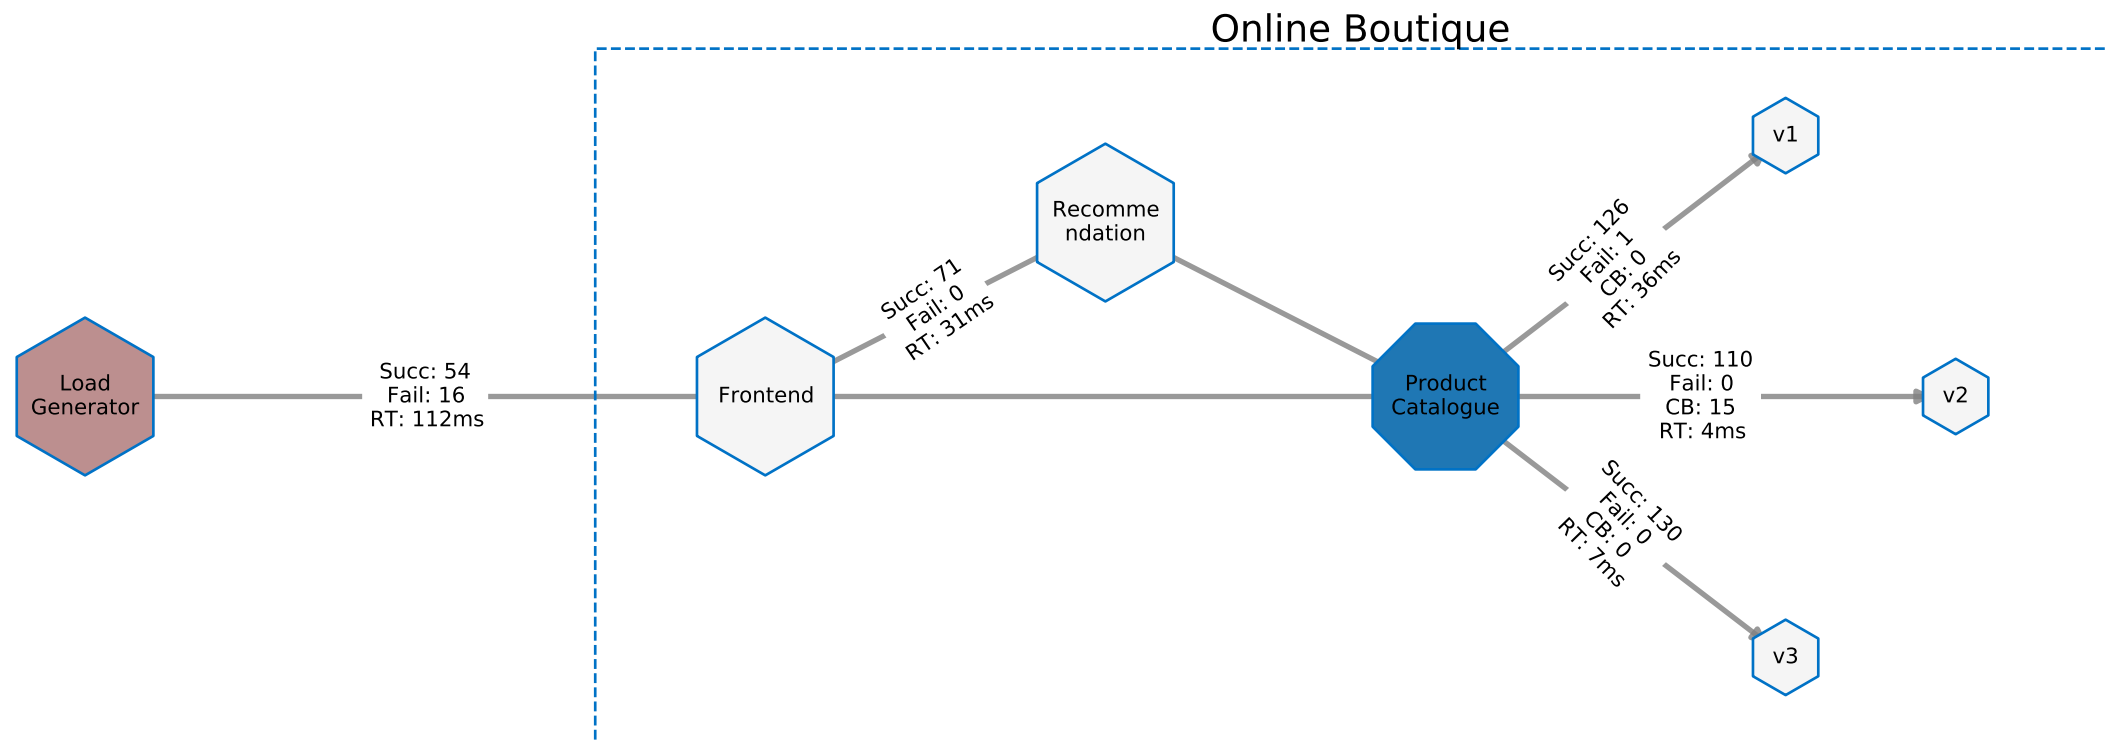 Online Boutique
Load
Generator
Succ: 54
Fail: 16
RT: 112ms
Frontend
Succ: 71
Fail: 0
RT: 31ms
Recomme
ndation
Product
Catalogue
Succ: 126
Fail: 1
CB: 0
RT: 36ms
v1
Succ: 110
Fail: 0
CB: 15
RT: 4ms
v2
Succ: 130
Fail: 0
CB: 0
RT: 7ms
v3